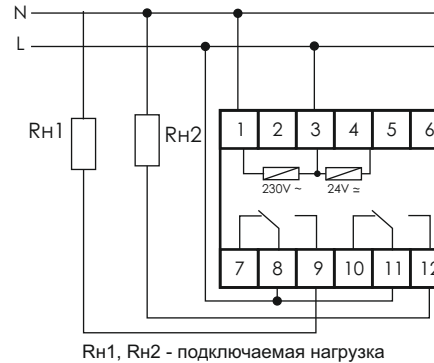 N
L
Rн1
Rн2
1 2 3 4 5 6
230V ~ 24V ≃
7 8 9 10 11 12
Rн1, Rн2 - подключаемая нагрузка